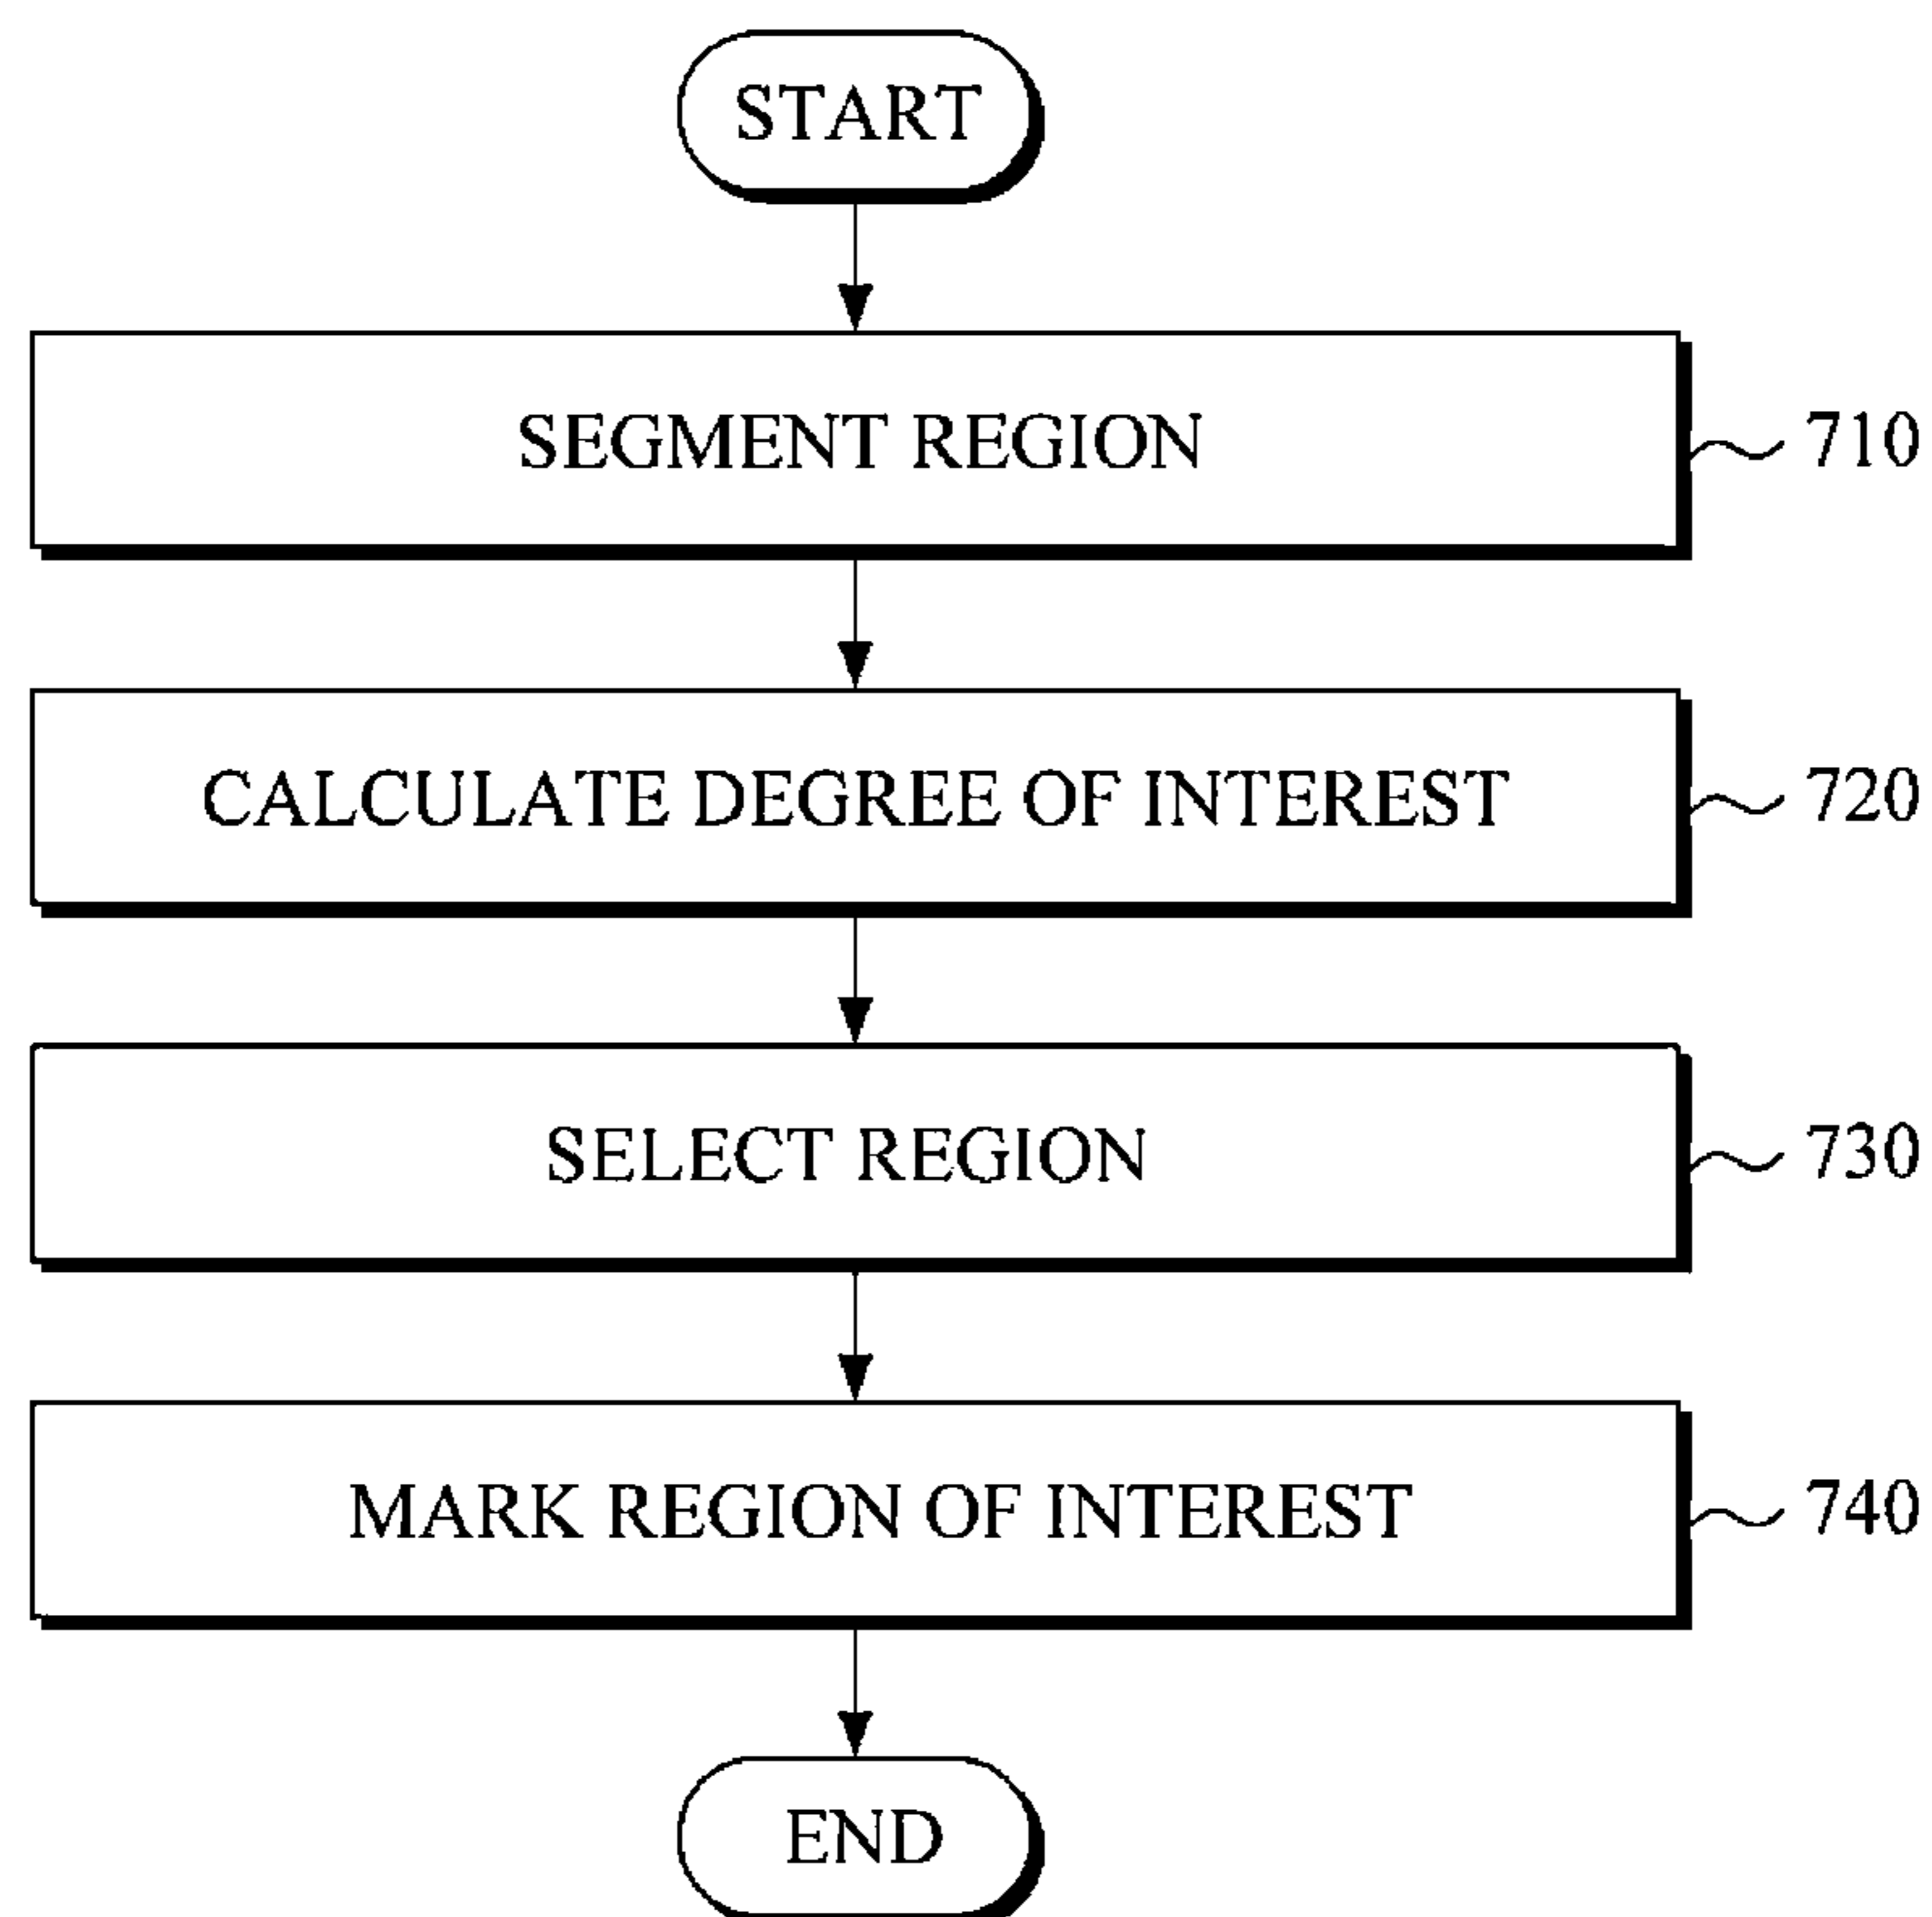 START
SEGMENT REGION 710
CALCULATE DEGREE OF INTEREST 720
SELECT REGION 730
MARK REGION OF INTEREST 740
END